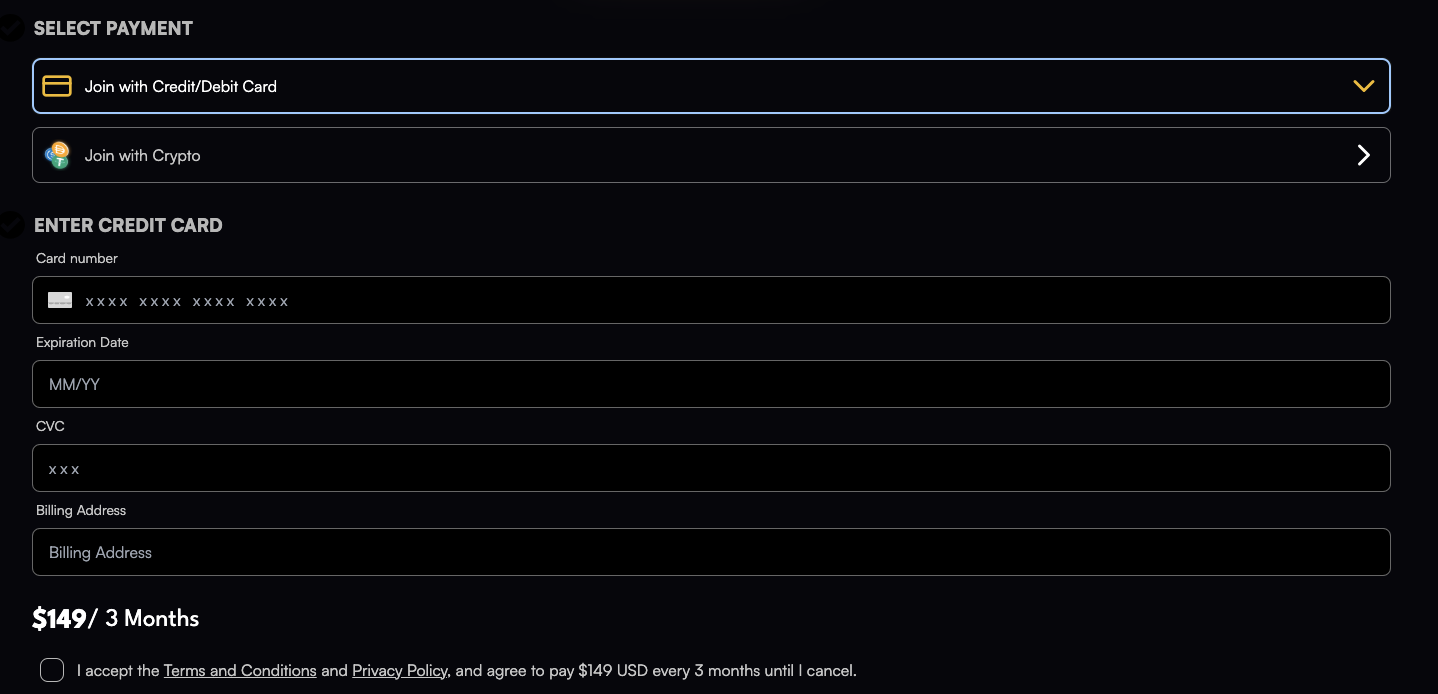 SELECT PAYMENT
Join with Credit/Debit Card
Join with Crypto
ENTER CREDIT CARD
Card number
xxxx xxxx xxxx xxxx
Expiration Date
MM/YY
CVC
xxx
Billing Address
Billing Address
$149/ 3 Months
I accept the Terms and Conditions and Privacy Policy, and agree to pay $149 USD every 3 months until I cancel.